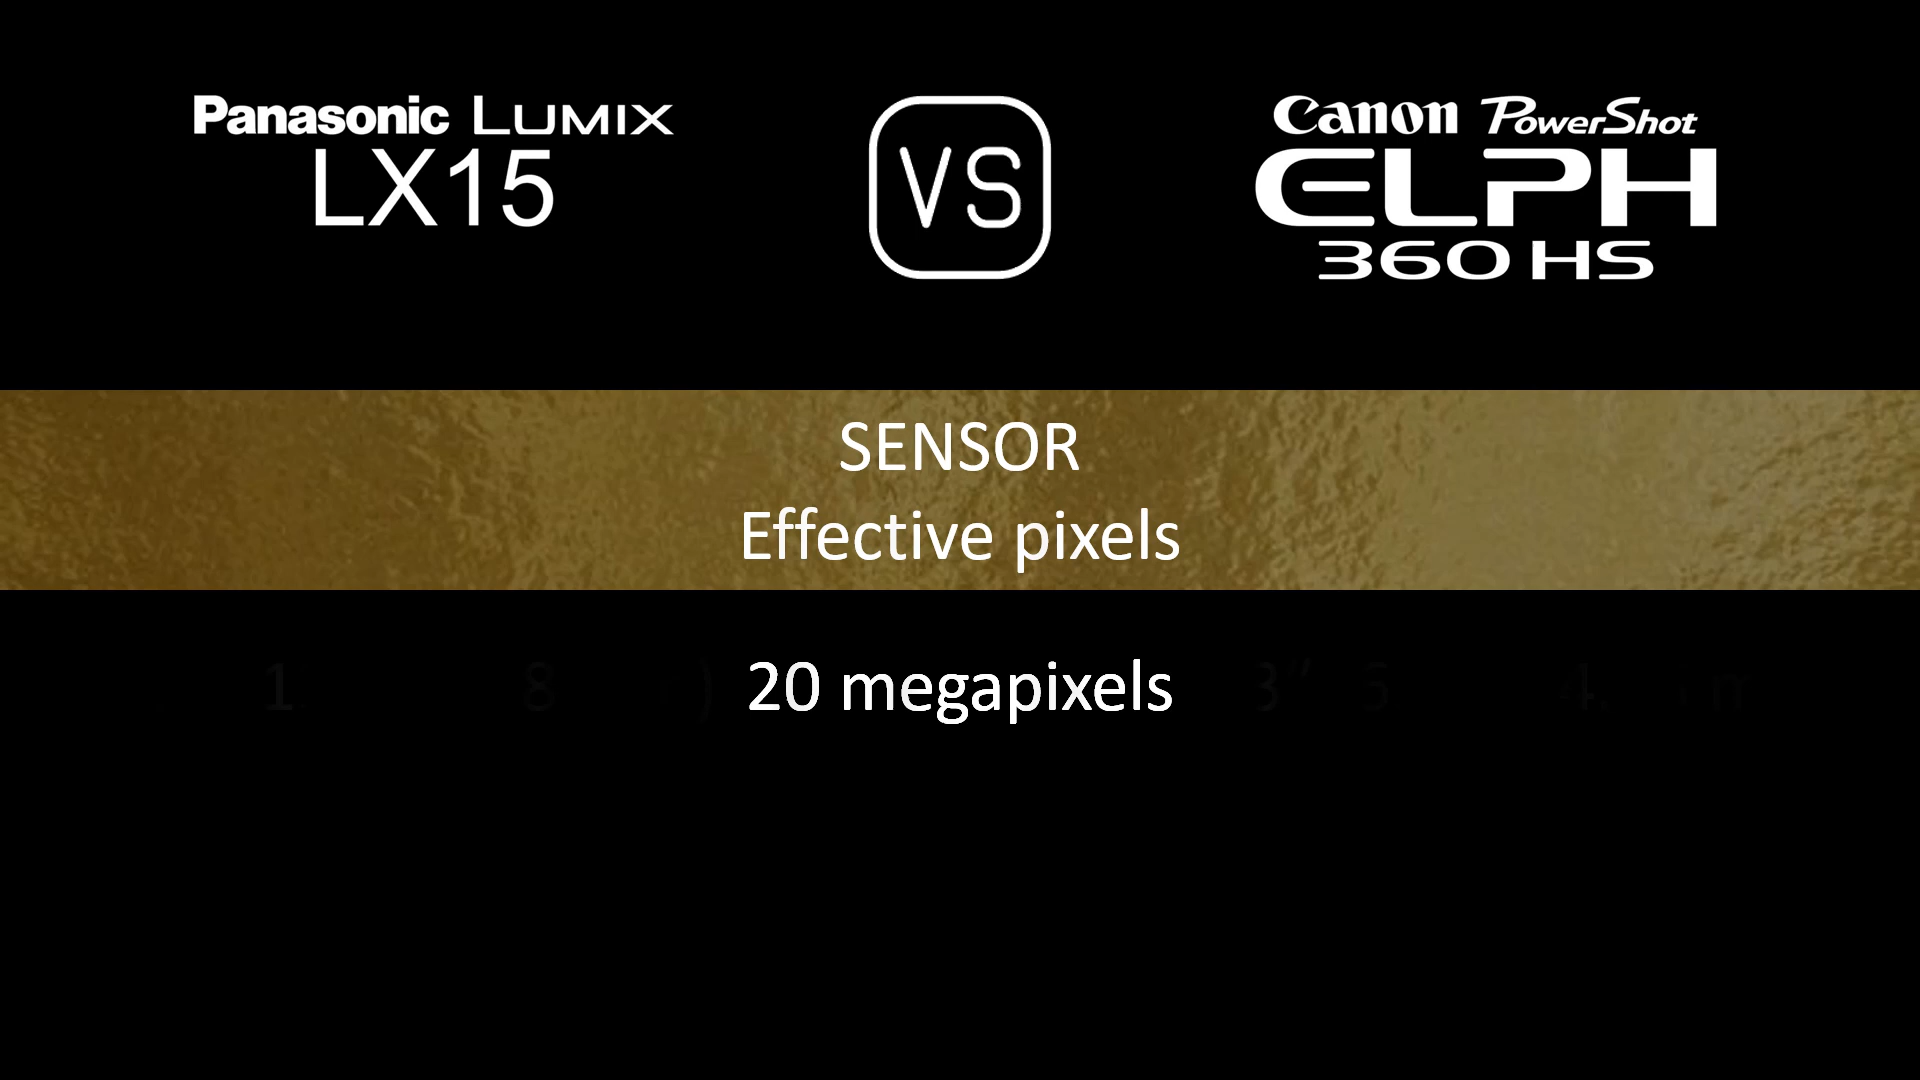 Panasonic LUMIX
LX15
VS
Canon PowerShot
ELPH
360 HS
SENSOR
Effective pixels
20 megapixels